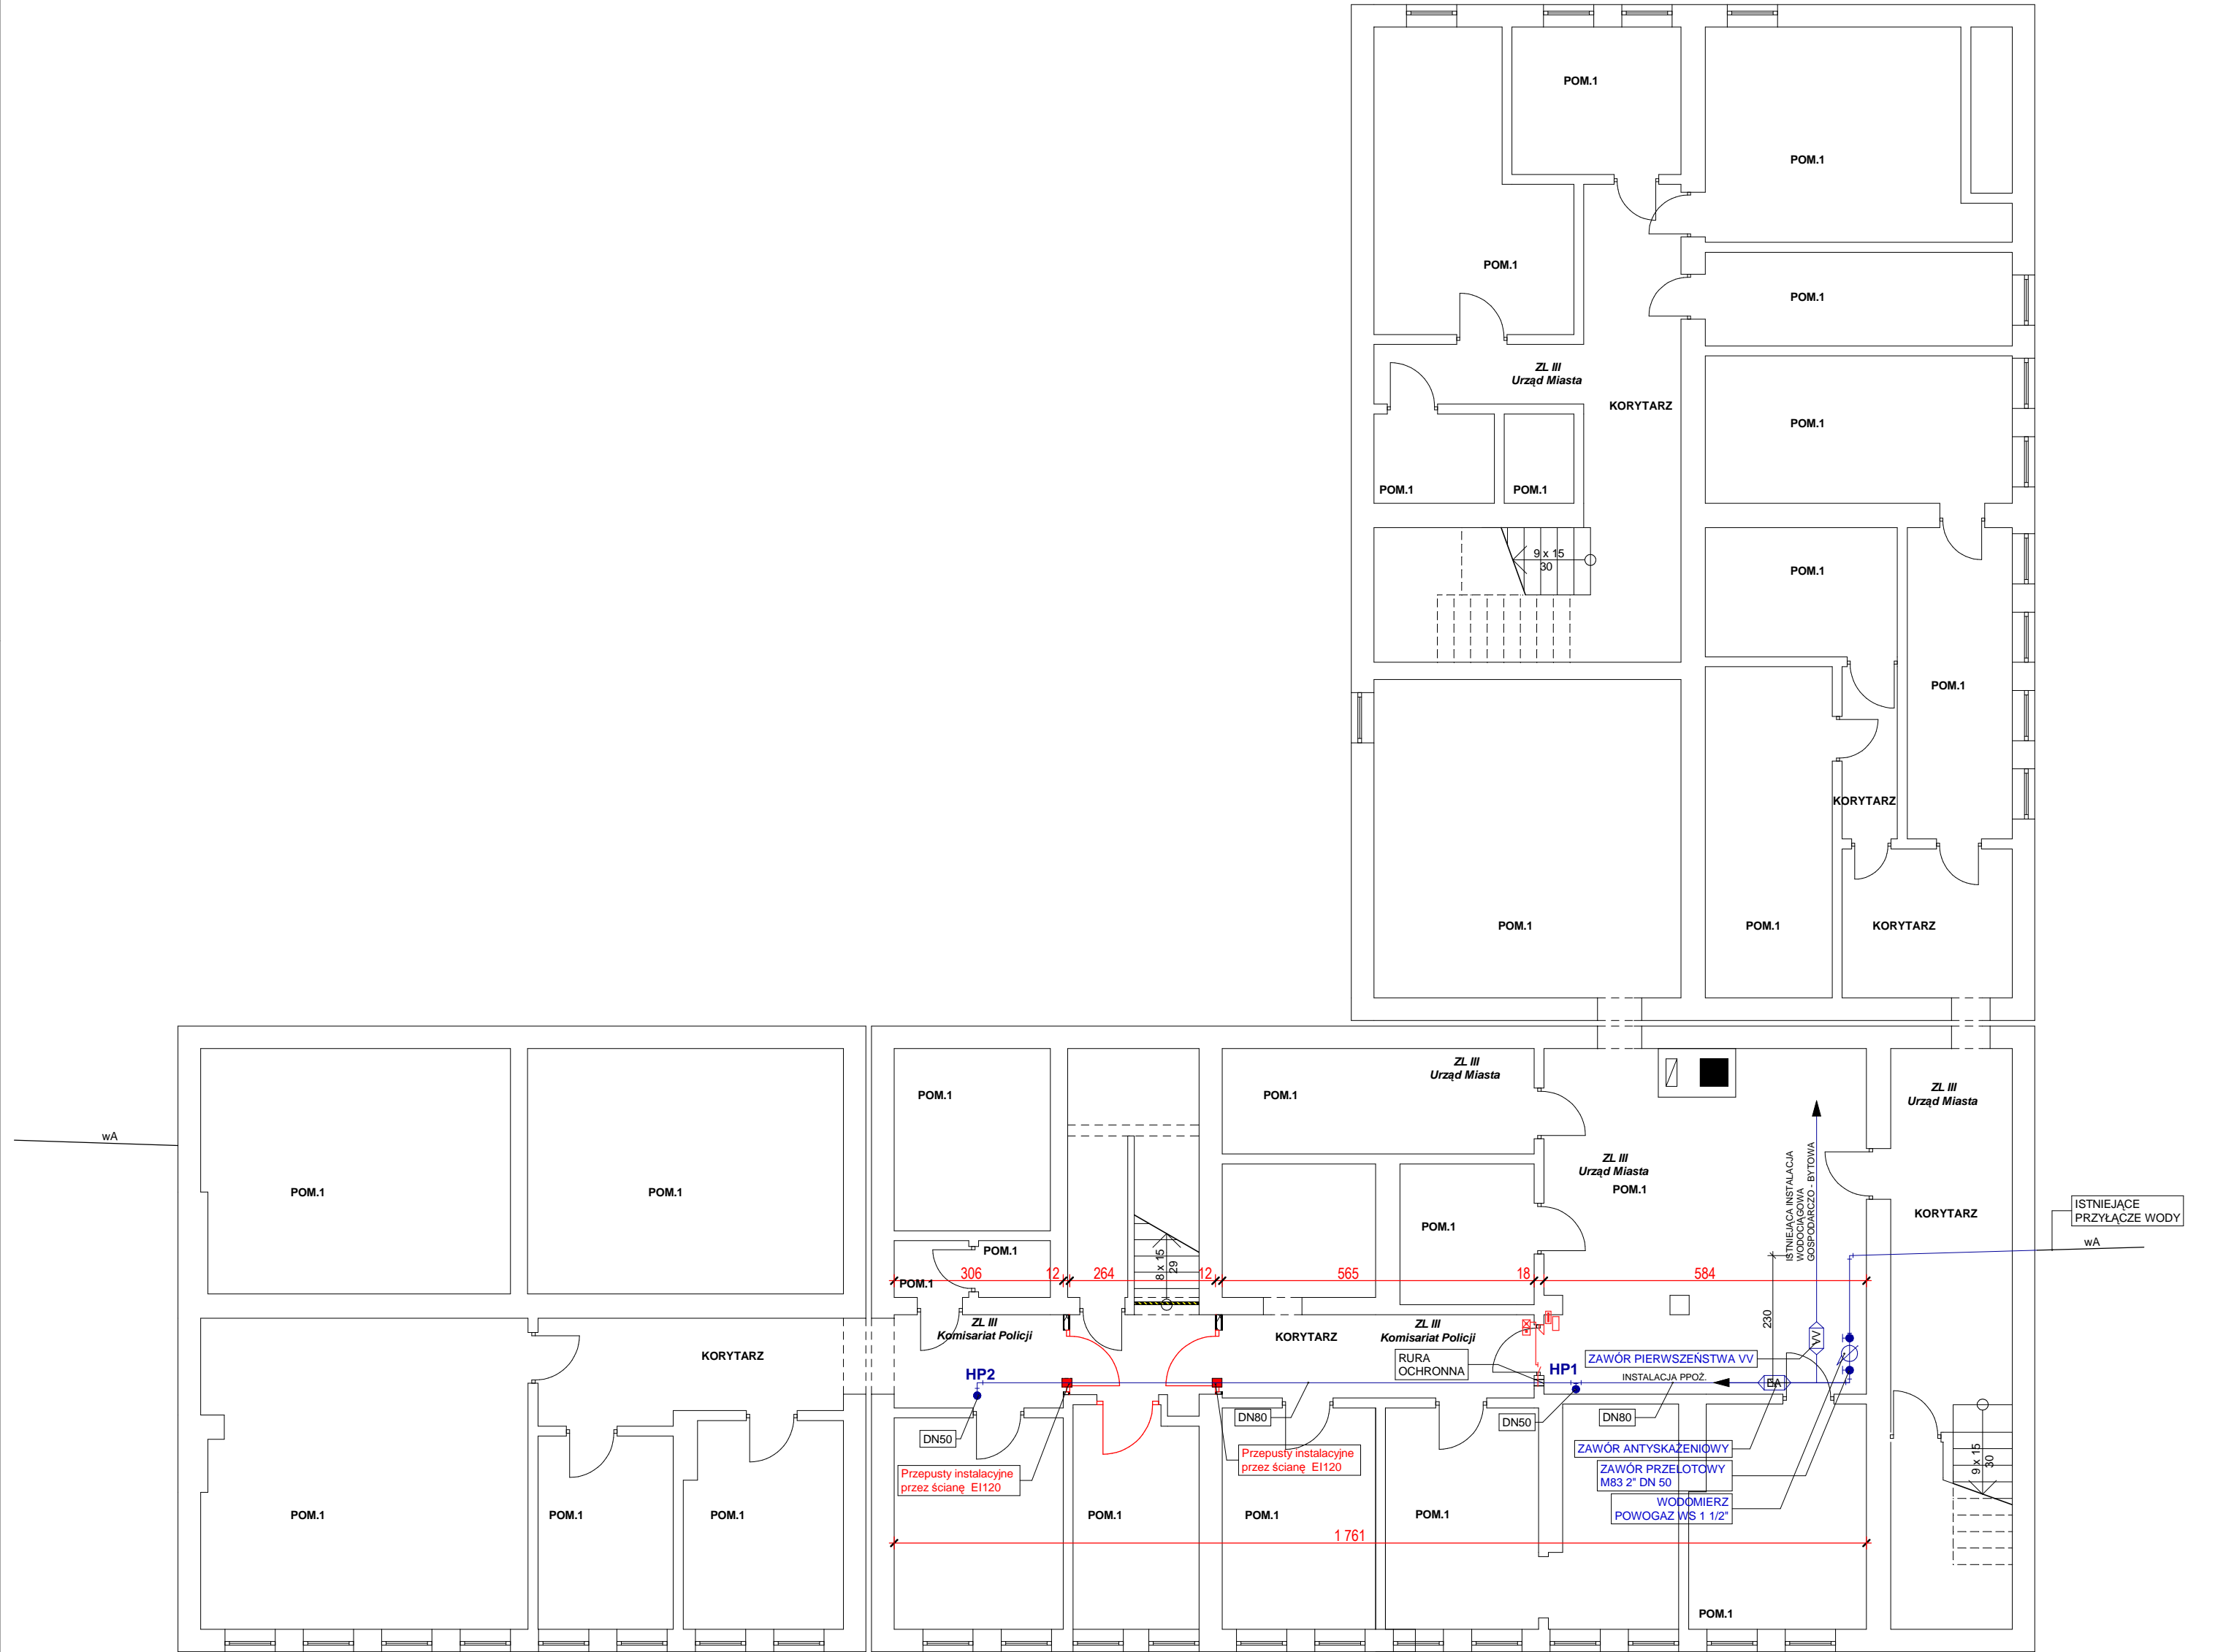 POM.1
POM.1
POM.1
POM.1
ZL III
Urząd Miasta
KORYTARZ
POM.1
POM.1
POM.1
9 x 15
30
POM.1
POM.1
KORYTARZ
POM.1
POM.1
KORYTARZ
ZL III
Urząd Miasta
ZL III
Urząd Miasta
POM.1
POM.1
wA
ZL III
Urząd Miasta
POM.1
POM.1
POM.1
POM.1
ISTNIEJĄCA INSTALACJA
WODOCIĄGOWA
GOSPODARCZO - BYTOWA
KORYTARZ
ISTNIEJĄCE
PRZYŁĄCZE WODY
wA
POM.1
POM.1
8 x 15
29
306
12
264
12
565
18
584
230
ZL III
Komisariat Policji
KORYTARZ
ZL III
Komisariat Policji
KORYTARZ
RURA
OCHRONNA
HP1
HP2
VV
ZAWÓR PIERWSZEŃSTWA VV
INSTALACJA PPOŻ.
BA
DN50
DN80
DN50
DN80
Przepusty instalacyjne
przez ścianę EI120
Przepusty instalacyjne
przez ścianę EI120
ZAWÓR ANTYSKAŻENIOWY
ZAWÓR PRZELOTOWY
M83 2" DN 50
WODOMIERZ
POWOGAZ WS 1 1/2"
9 x 15
30
POM.1
POM.1
POM.1
POM.1
POM.1
POM.1
1 761
POM.1